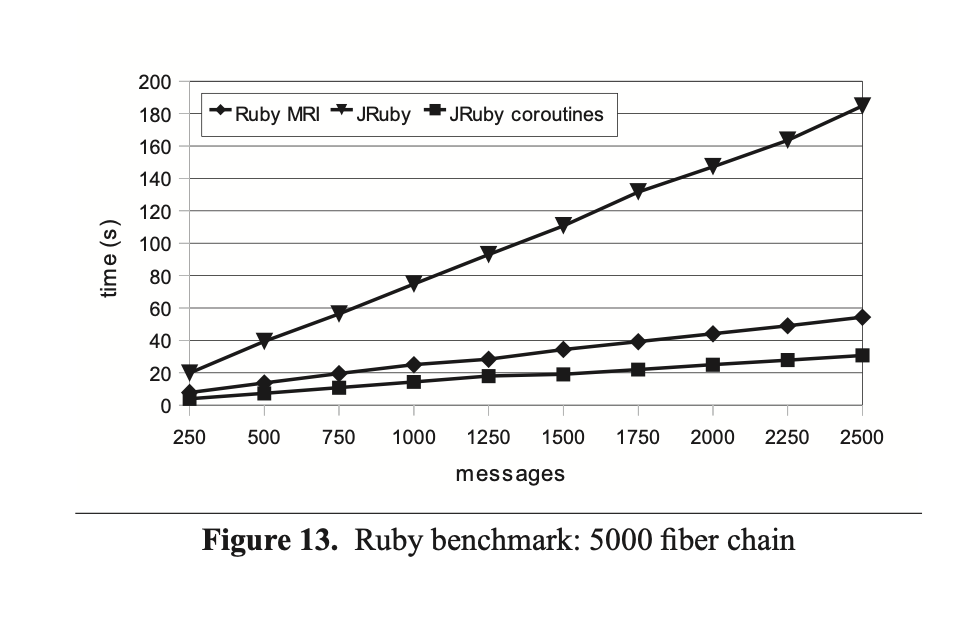 200
180
160
140
120
100
80
60
40
20
0
time (s)
Ruby MRI JRuby JRuby coroutines
250 500 750 1000 1250 1500 1750 2000 2250 2500
messages
Figure 13. Ruby benchmark: 5000 fiber chain